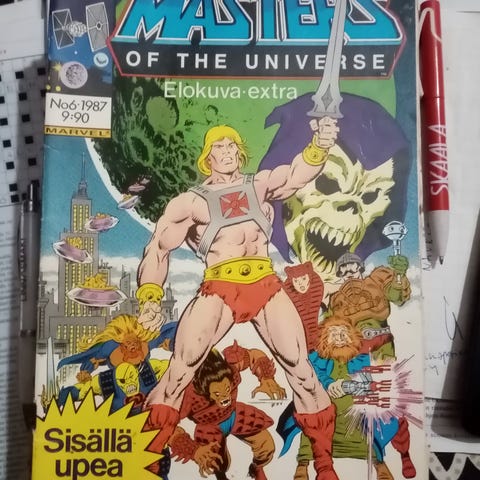 MASTERS
OF THE UNIVERSE
Elokuva·extra
No6·1987
9:90
MARVEL
Sisällä
upea
SKAALA